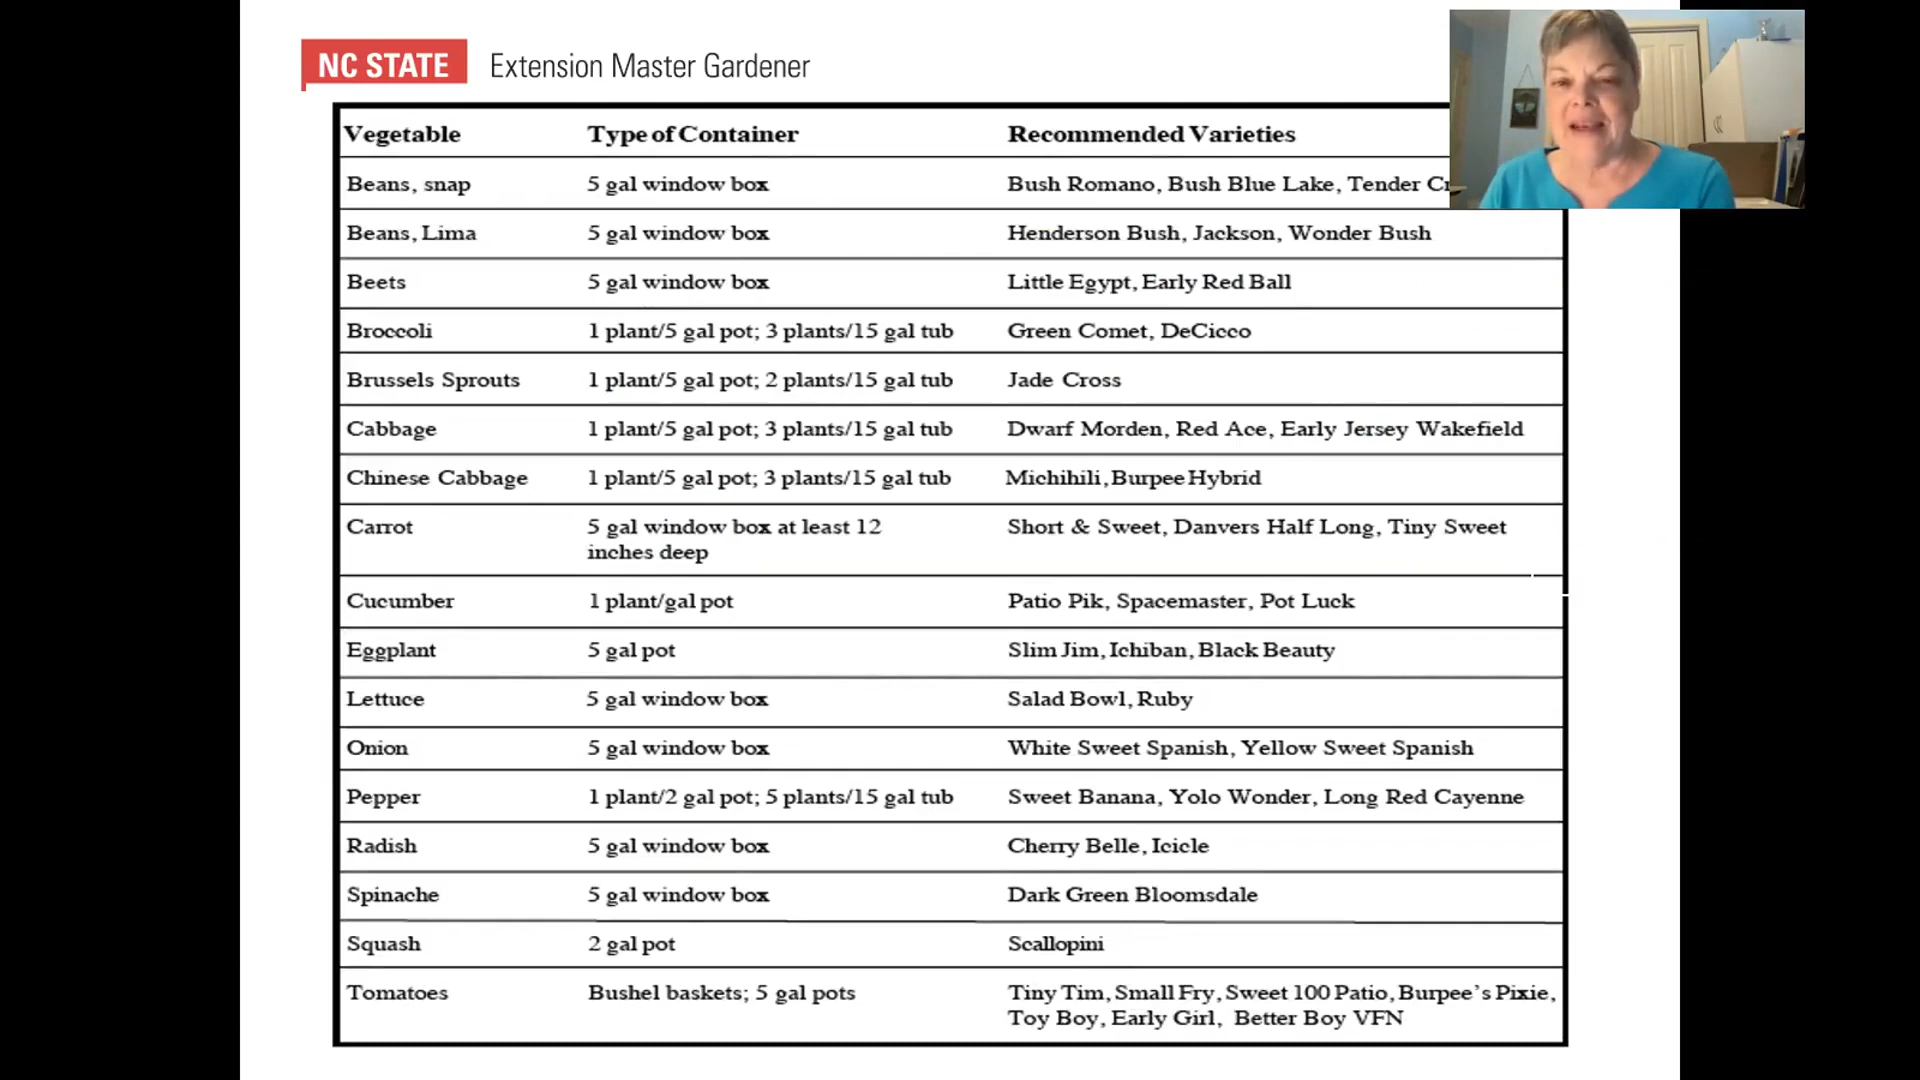 NC STATE Extension Master Gardener
Vegetable Type of Container Recommended Varieties
Beans, snap 5 gal window box Bush Romano, Bush Blue Lake, Tender
Beans, Lima 5 gal window box Henderson Bush, Jackson, Wonder Bush
Beets 5 gal window box Little Egypt, Early Red Ball
Broccoli 1 plant/5 gal pot; 3 plants/15 gal tub Green Comet, DeCicco
Brussels Sprouts 1 plant/5 gal pot; 2 plants/15 gal tub Jade Cross
Cabbage 1 plant/5 gal pot; 3 plants/15 gal tub Dwarf Morden, Red Ace, Early Jersey Wakefield
Chinese Cabbage 1 plant/5 gal pot; 3 plants/15 gal tub Michihili, Burpee Hybrid
Carrot 5 gal window box at least 12 Short & Sweet, Danvers Half Long, Tiny Sweet
inches deep
Cucumber 1 plant/gal pot Patio Pik, Spacemaster, Pot Luck
Eggplant 5 gal pot Slim Jim, Ichiban, Black Beauty
Lettuce 5 gal window box Salad Bowl, Ruby
Onion 5 gal window box White Sweet Spanish, Yellow Sweet Spanish
Pepper 1 plant/2 gal pot; 5 plants/15 gal tub Sweet Banana, Yolo Wonder, Long Red Cayenne
Radish 5 gal window box Cherry Belle, Icicle
Spinache 5 gal window box Dark Green Bloomsdale
Squash 2 gal pot Scallopini
Tomatoes Bushel baskets; 5 gal pots Tiny Tim, Small Fry, Sweet 100 Patio, Burpee's Pixie,
Toy Boy, Early Girl, Better Boy VFN